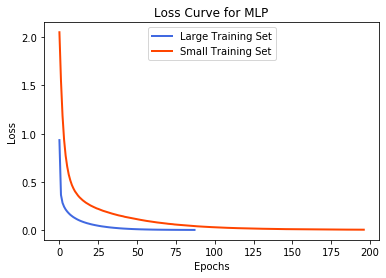 Loss Curve for MLP
Large Training Set
Small Training Set
Loss
2.0
1.5
1.0
0.5
0.0
0 25 50 75 100 125 150 175 200
Epochs